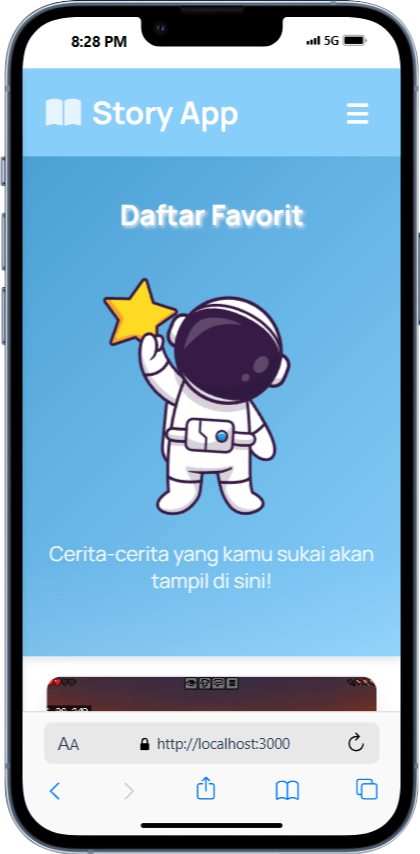 8:28 PM
5G
Story App
Daftar Favorit
Cerita-cerita yang kamu sukai akan
tampil di sini!
AA
http://localhost:3000